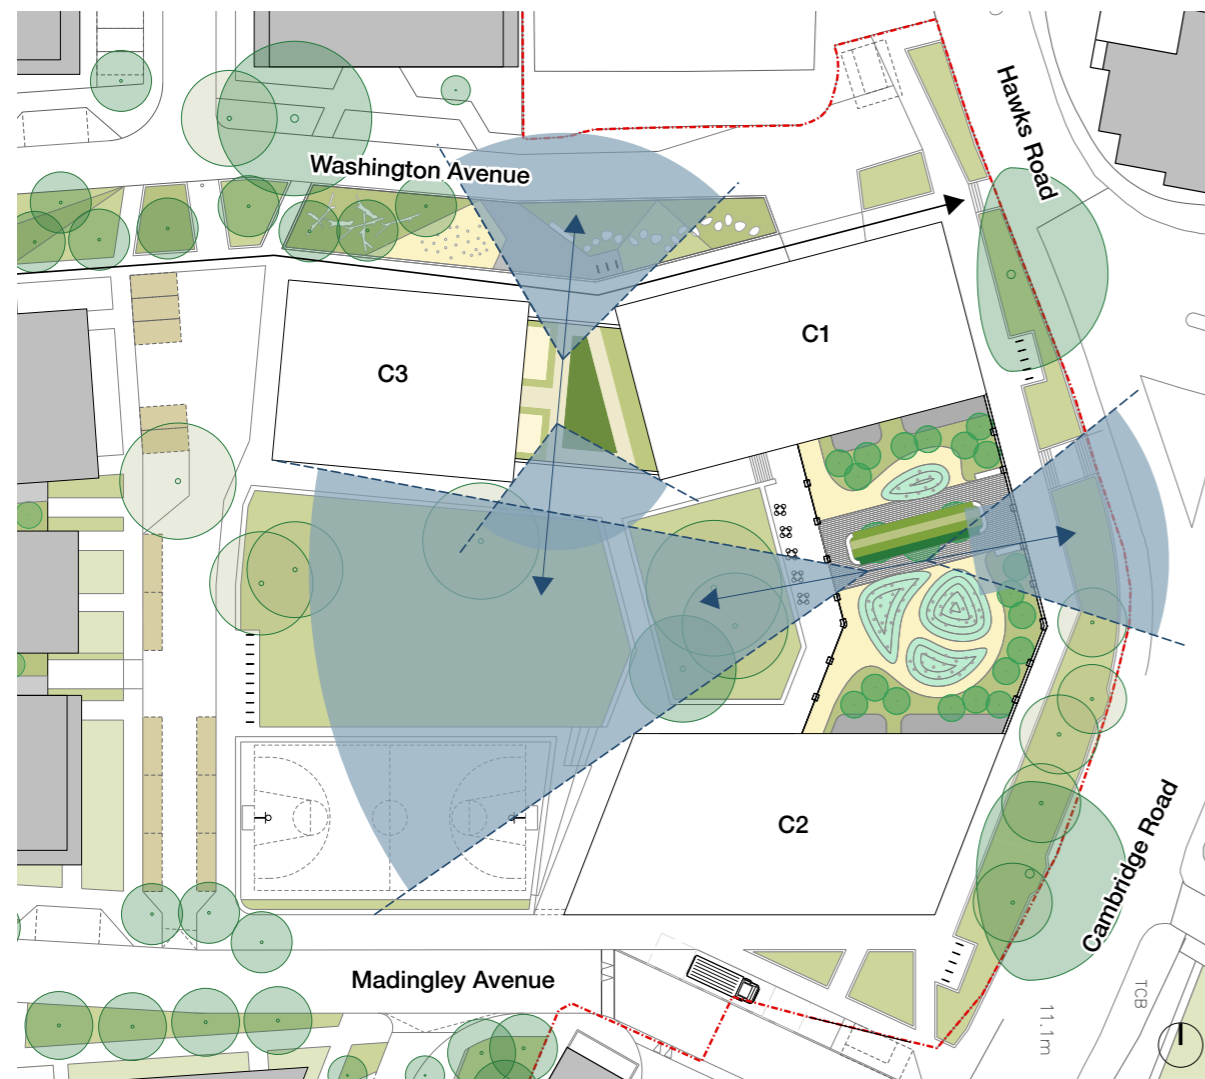 Hawks Road
Washington Avenue
C1
C3
C2
Cambridge Road
Madingley Avenue
TCB
11.1m